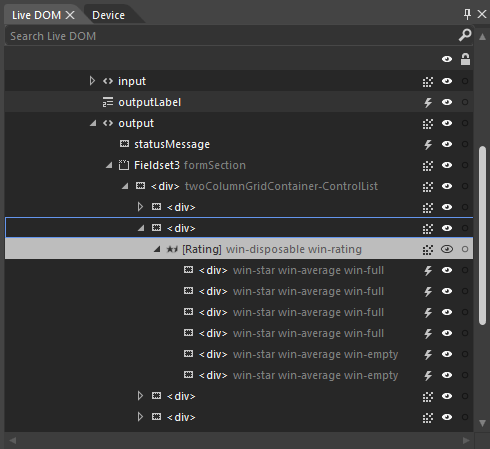 Live DOM Device
Search Live DOM
<> input
outputLabel
<> output
statusMessage
Fieldset3 formSection
<div> twoColumnGridContainer-ControlList
<div>
<div>
[Rating] win-disposable win-rating
<div> win-star win-average win-full
<div> win-star win-average win-full
<div> win-star win-average win-full
<div> win-star win-average win-full
<div> win-star win-average win-empty
<div> win-star win-average win-empty
<div>
<div>